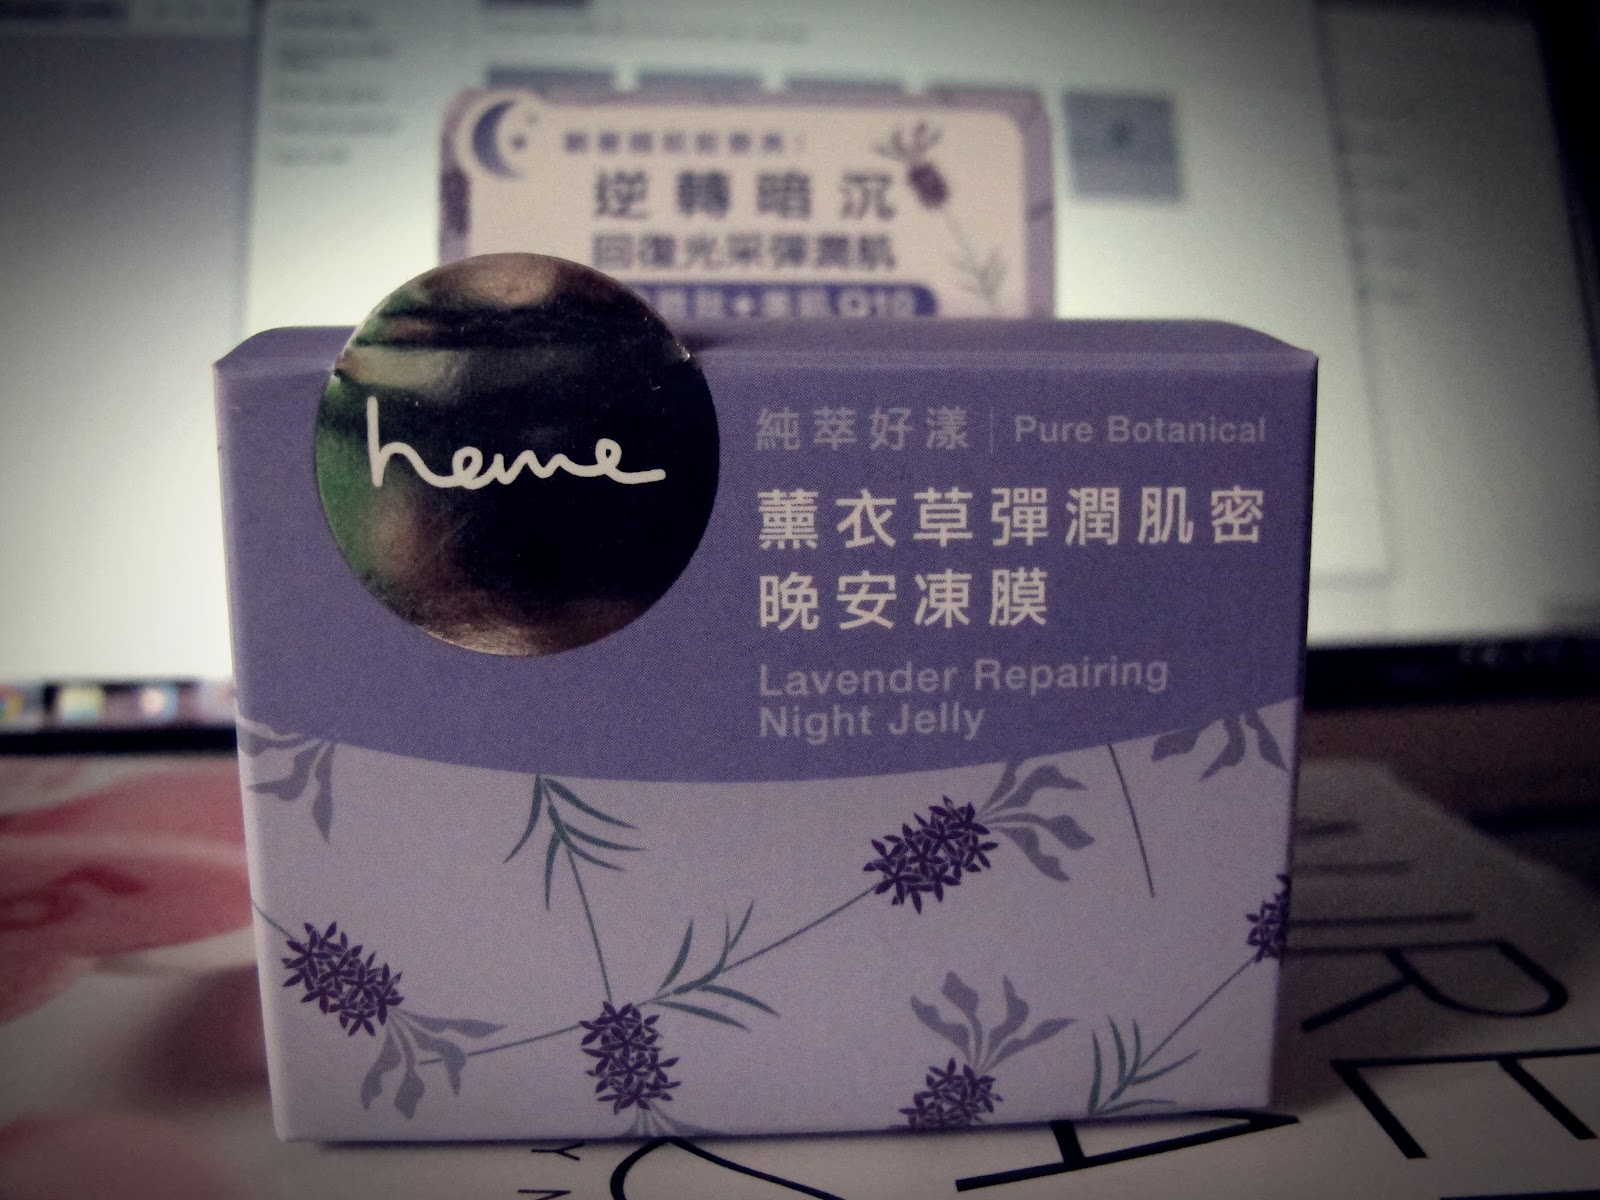 逆轉暗沉
回復光采彈潤肌
heme
純萃好漾 | Pure Botanical
薰衣草彈潤肌密
晚安凍膜
Lavender Repairing
Night Jelly